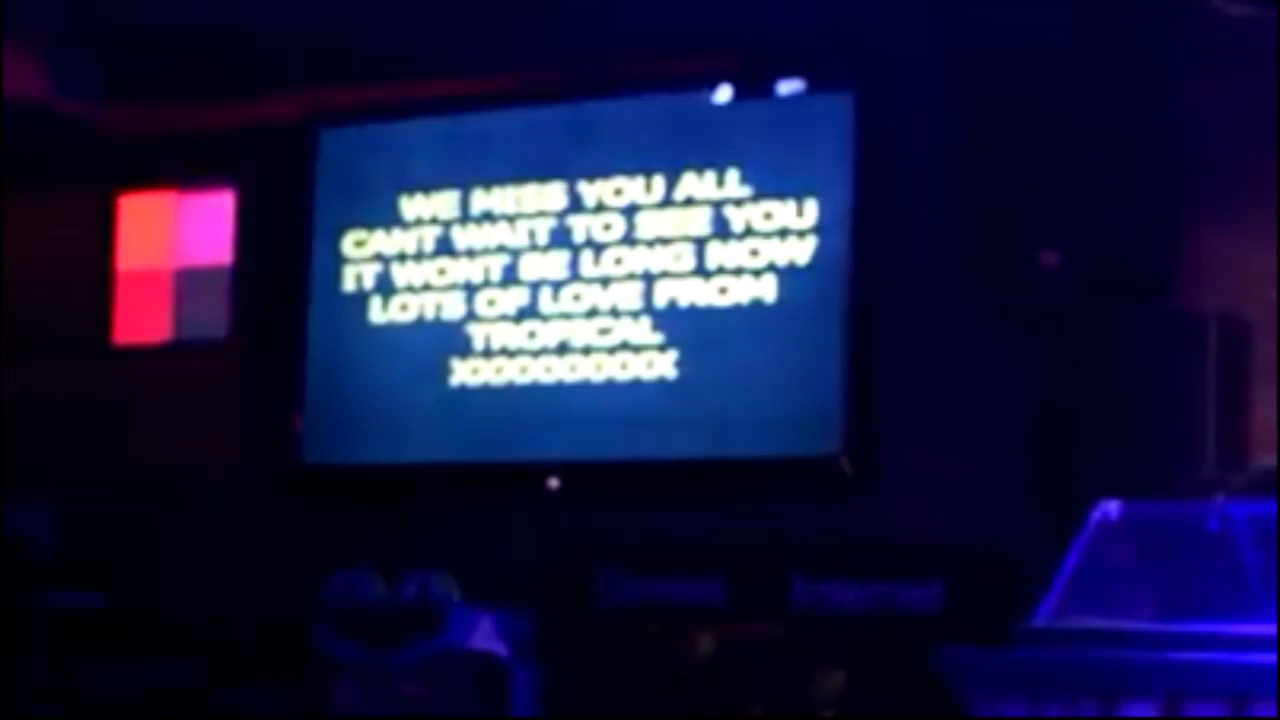 WE MISS YOU ALL
CANT WAIT TO SEE YOU
IT WONT BE LONG NOW
LOTS OF LOVE FROM
TROPICAL
XXXXXXXXXX